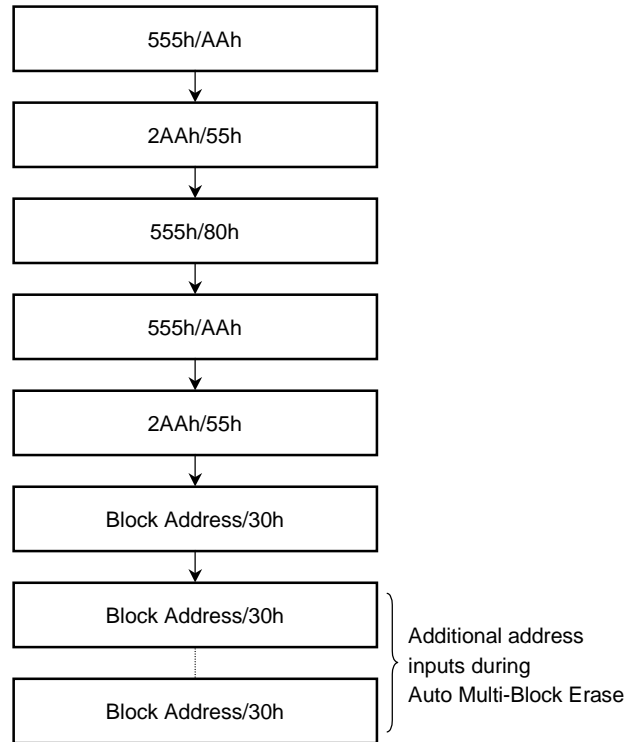 555h/AAh
2AAh/55h
555h/80h
555h/AAh
2AAh/55h
Block Address/30h
Block Address/30h
Additional address
inputs during
Auto Multi-Block Erase
Block Address/30h